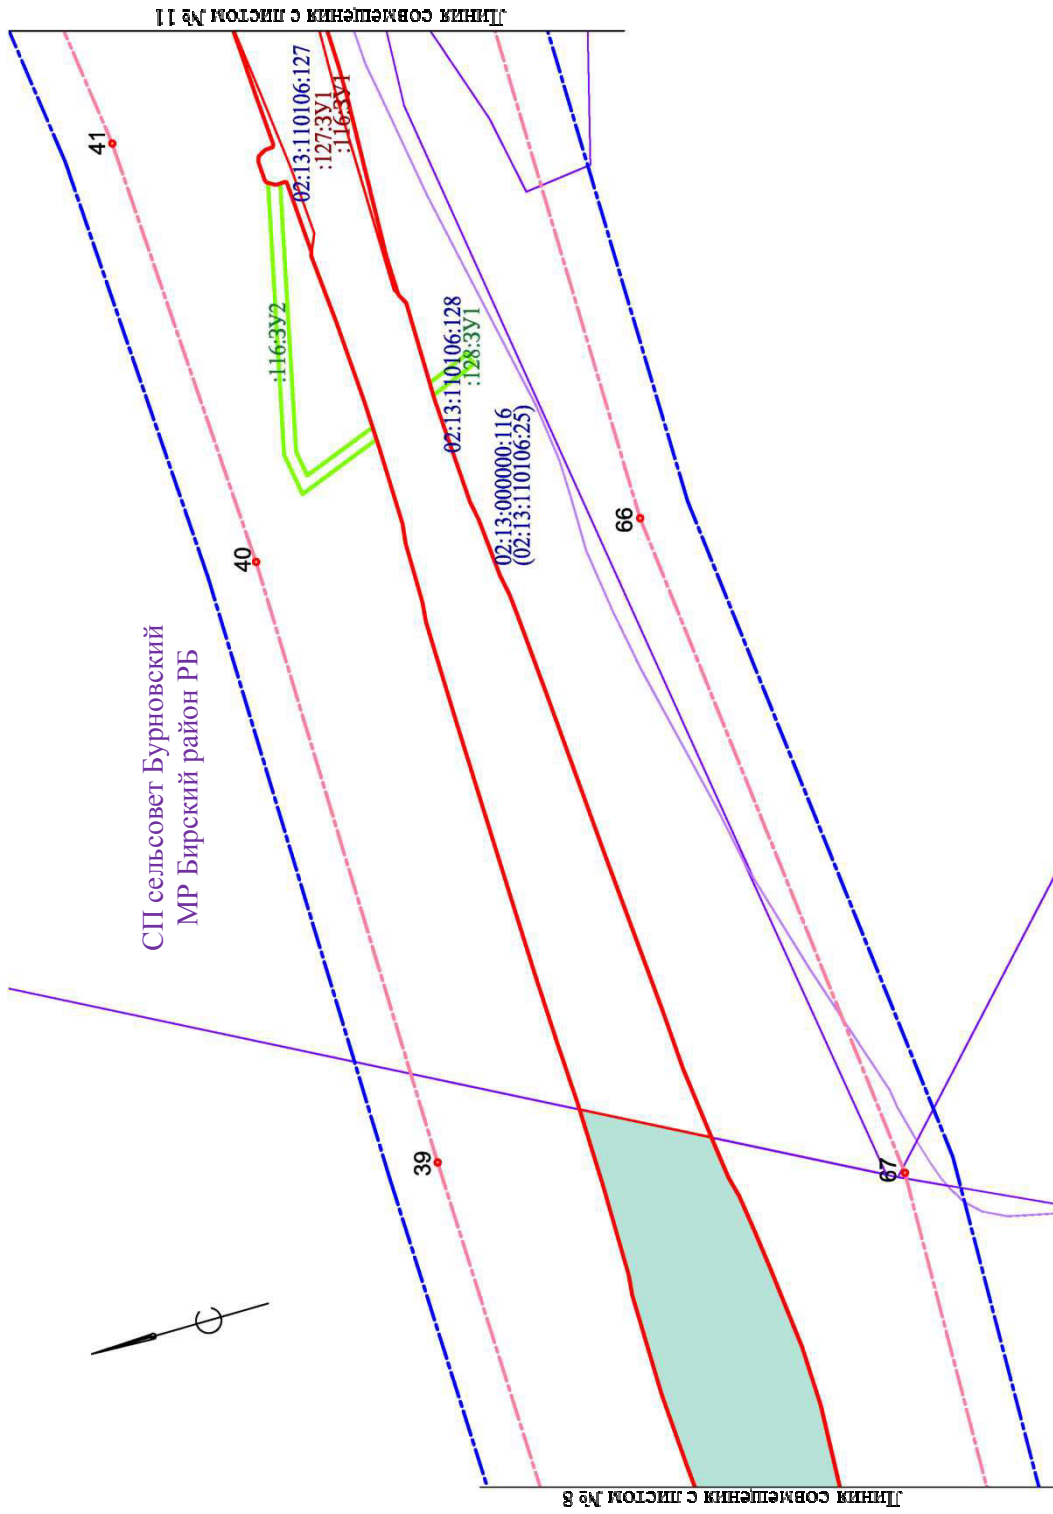 Линия совмещения с листом № 11
41
02:13:110106:127
:127:ЗУ1
:116:ЗУ1
:116:ЗУ2
02:13:110106:128
:128:ЗУ1
02:13:000000:116
(02:13:110106:25)
66
40
СП сельсовет Бурновский
МР Бирский район РБ
39
67
С
Линия совмещения с листом № 8